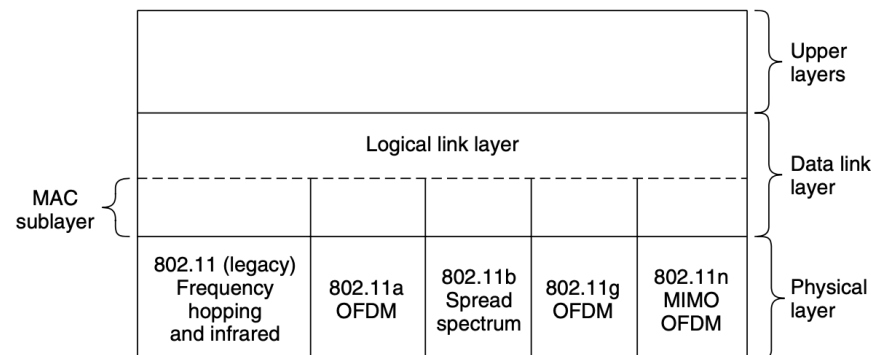 Upper
layers
Logical link layer
Data link
layer
MAC
sublayer
802.11 (legacy)
Frequency
hopping
and infrared
802.11a
OFDM
802.11b
Spread
spectrum
802.11g
OFDM
802.11n
MIMO
OFDM
Physical
layer